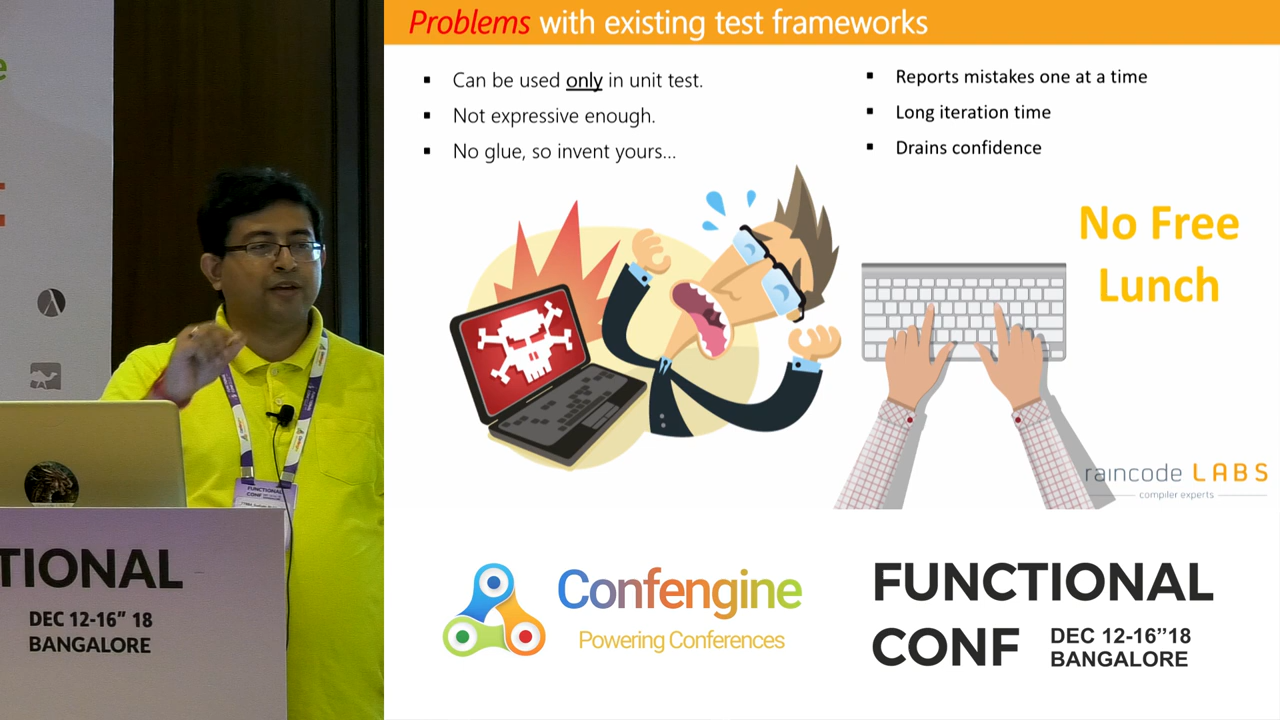 Problems with existing test frameworks
Can be used only in unit test.
Not expressive enough.
No glue, so invent yours...
Reports mistakes one at a time
Long iteration time
Drains confidence
No Free
Lunch
raincode LABS
compiler experts
Confengine
Powering Conferences
FUNCTIONAL
CONF DEC 12-16”18
BANGALORE
FUNCTIONAL
CONF
TIONAL
DEC 12-16” 18
BANGALORE